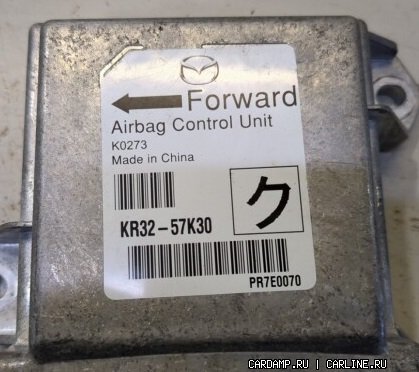 Forward
Airbag Control Unit
K0273
Made in China
ク
KR32-57K30
PR7E0070
CARDAMP.RU | CARLINE.RU